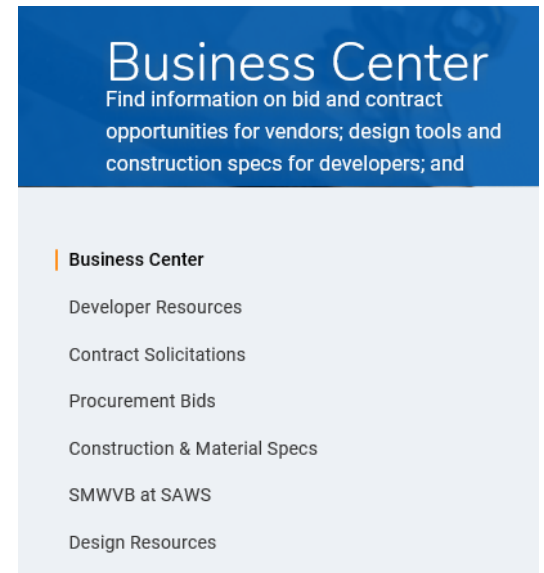 Business Center
Find information on bid and contract
opportunities for vendors; design tools and
construction specs for developers; and
Business Center
Developer Resources
Contract Solicitations
Procurement Bids
Construction & Material Specs
SMWVB at SAWS
Design Resources